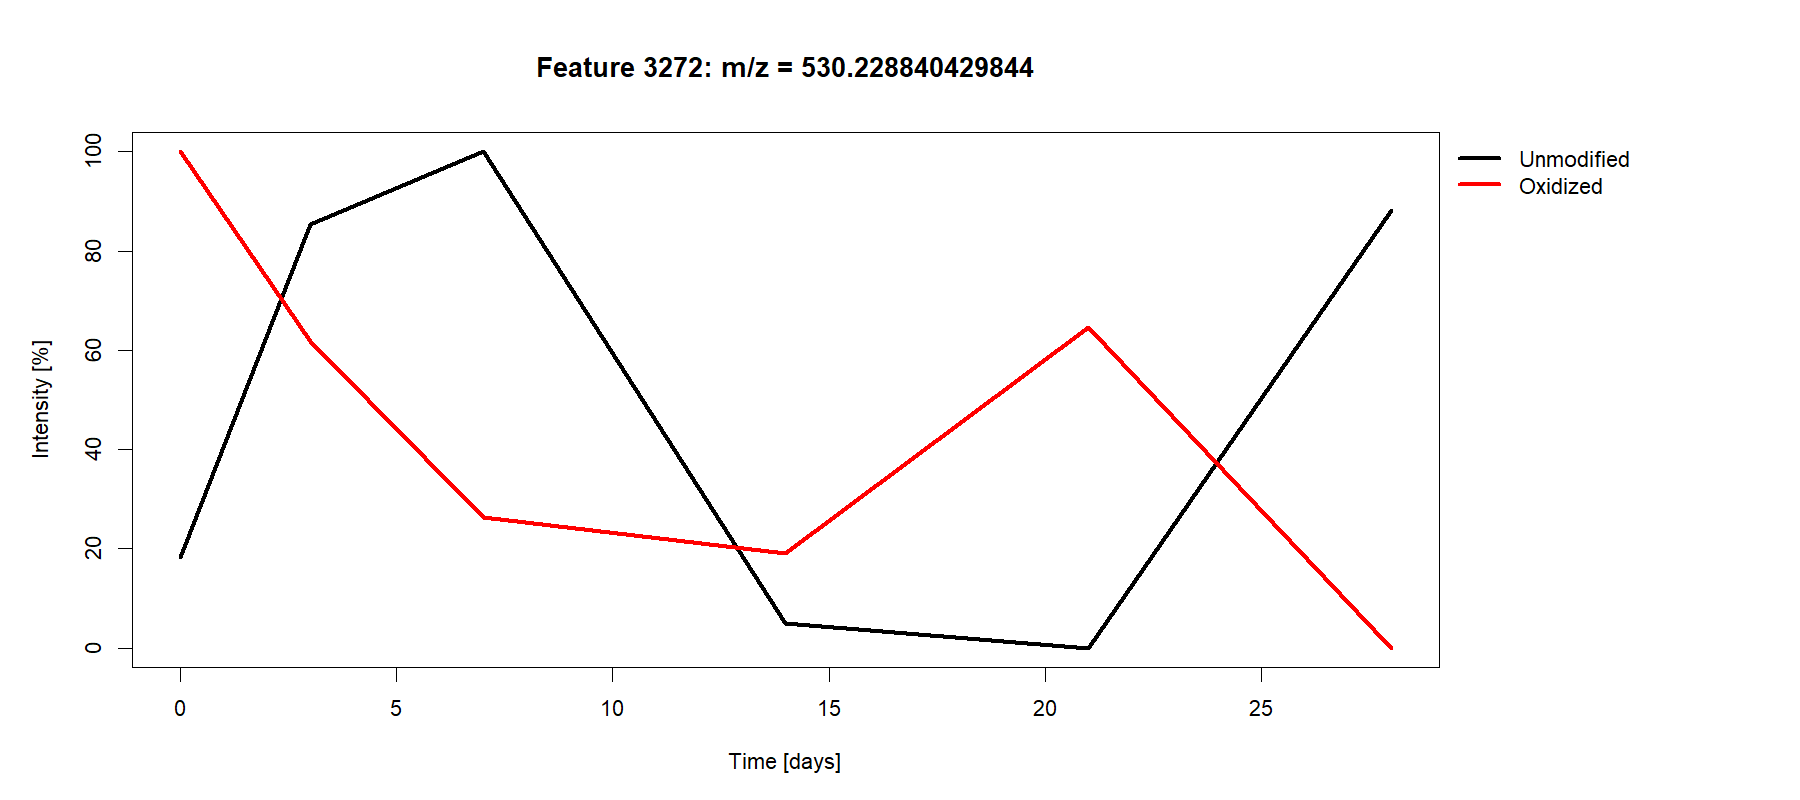 Feature 3272: m/z = 530.228840429844
Unmodified
Oxidized
Intensity [%]
100
80
60
40
20
0
0 5 10 15 20 25
Time [days]